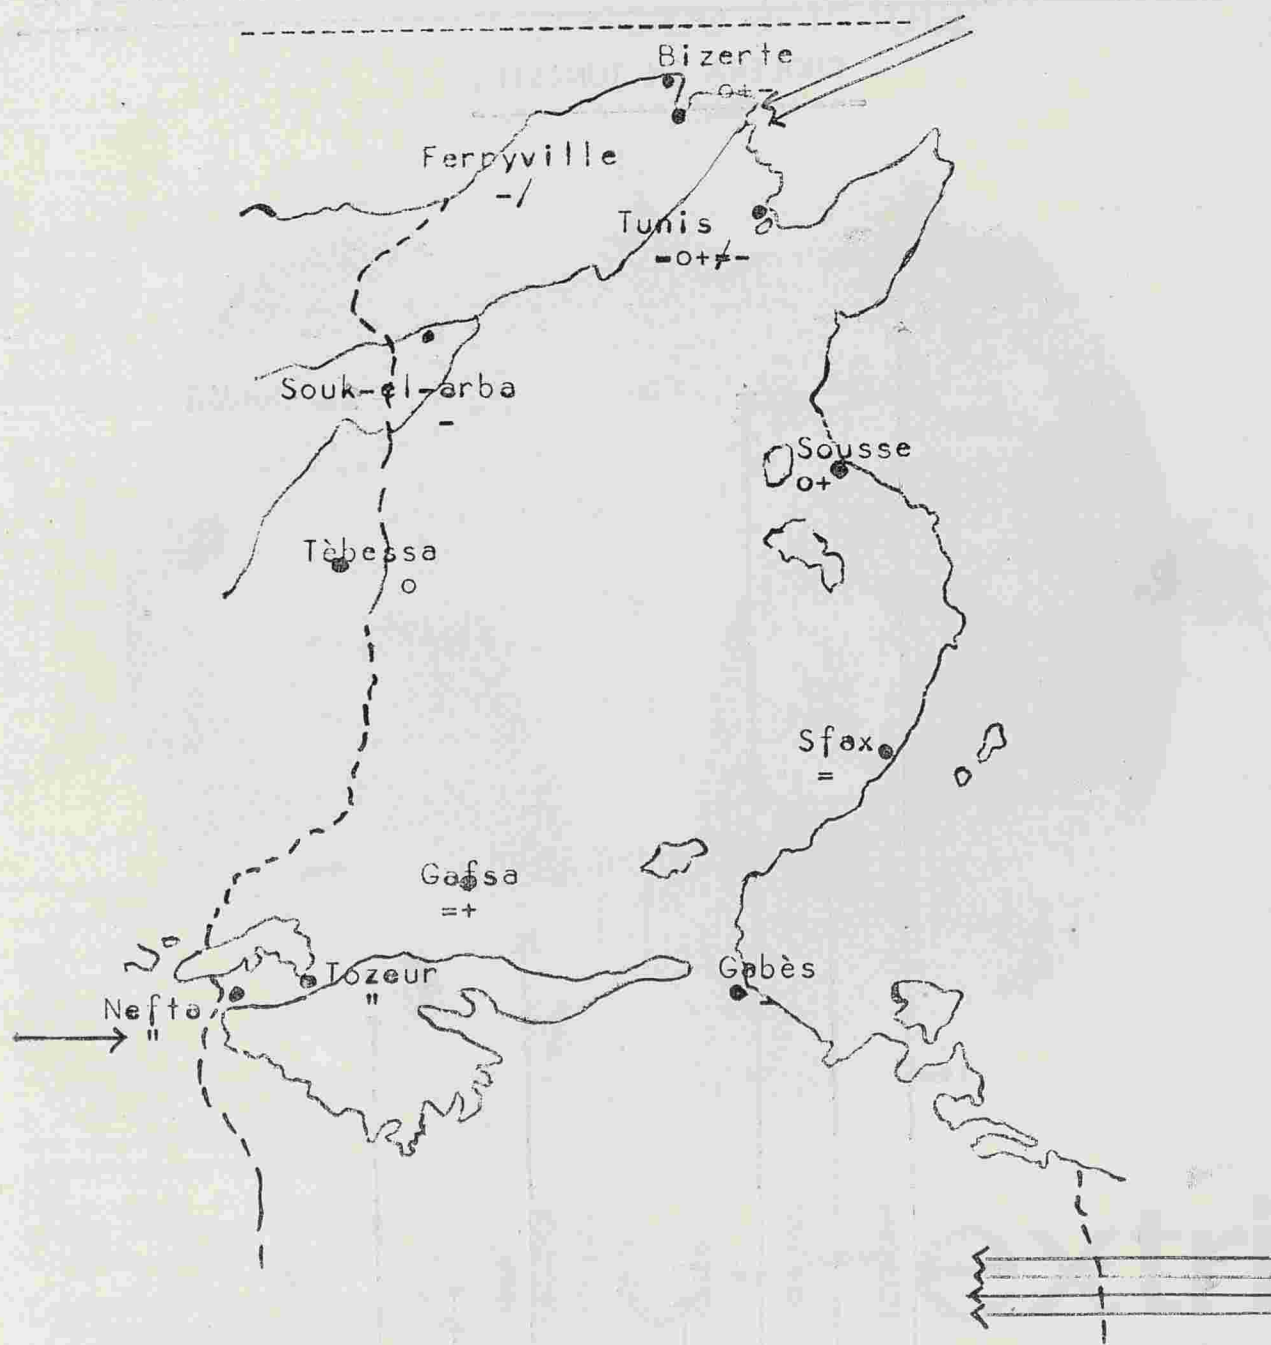 Bizerte
o+-
Ferryville
-/
Tunis
-o+≠-
Souk-el-arba
-
Sousse
o+
Tèbessa
o
Sfax
=
Gafsa
=+
Tozeur
"
Gabès
-
Nefta
"